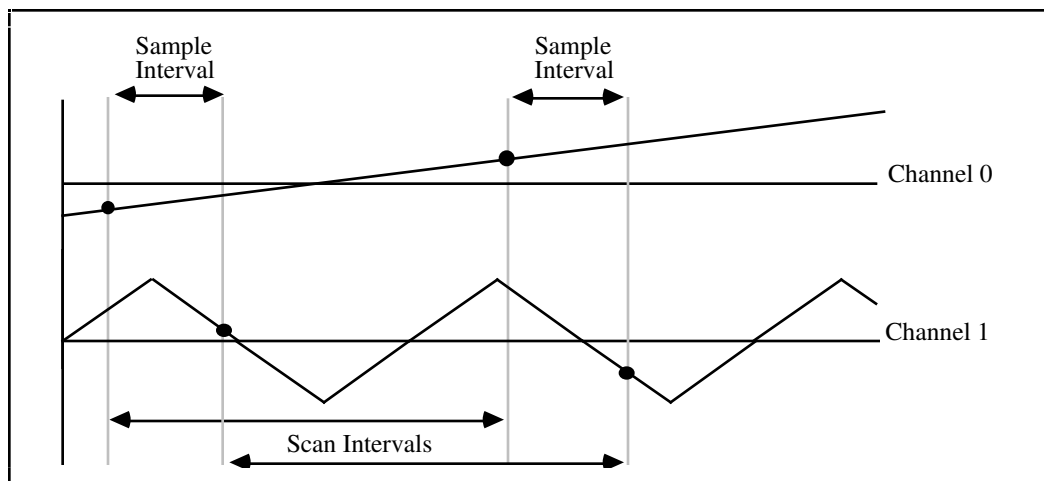 Sample
Interval
Sample
Interval
Channel 0
Channel 1
Scan Intervals